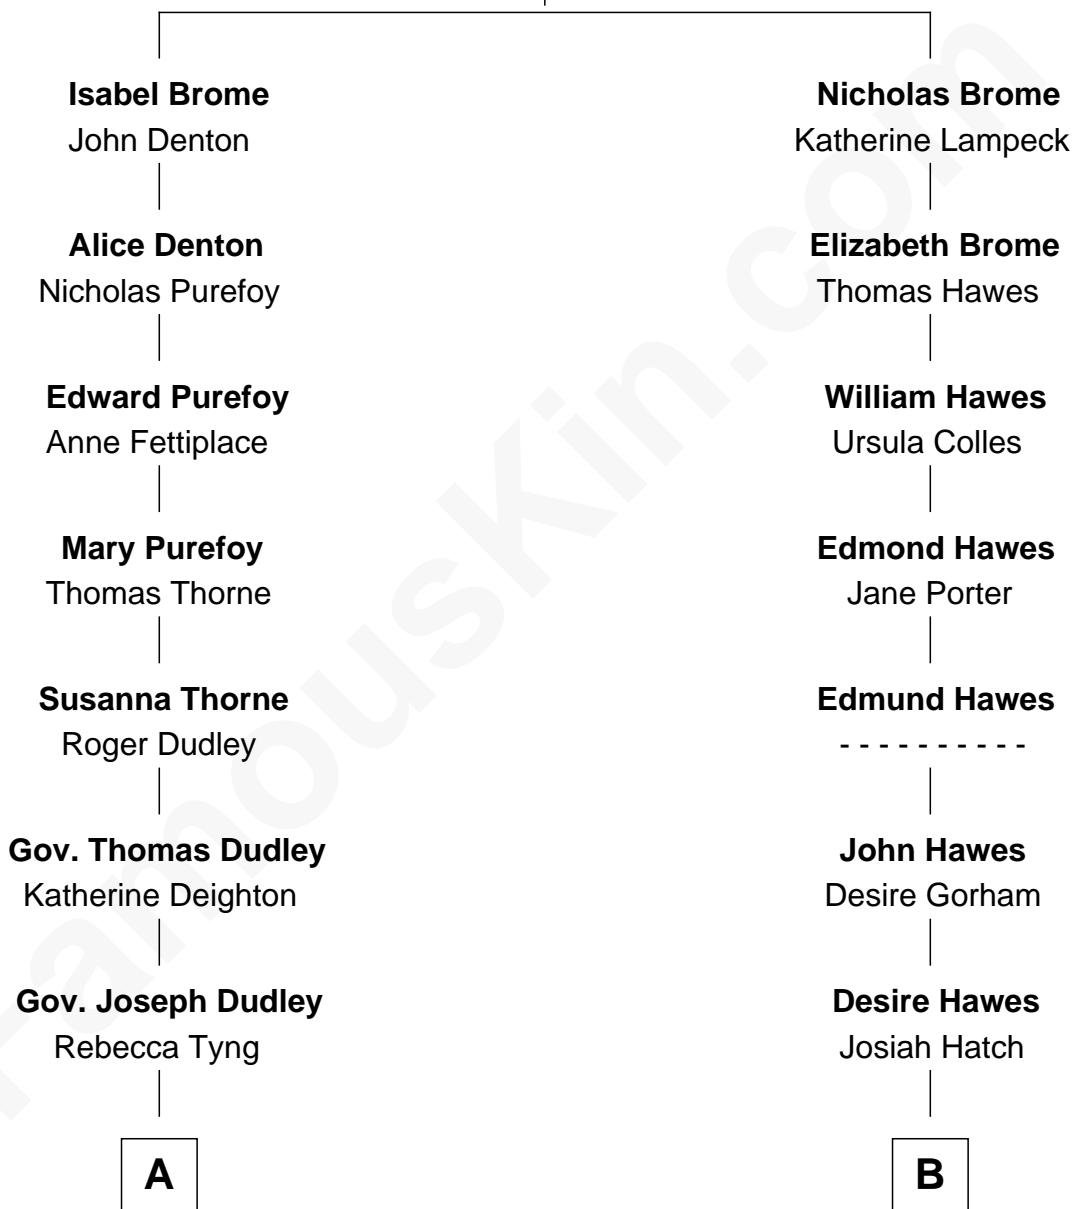 Isabel Brome
John Denton
Alice Denton
Nicholas Purefoy
Edward Purefoy
Anne Fettiplace
Mary Purefoy
Thomas Thorne
Susanna Thorne
Roger Dudley
Gov. Thomas Dudley
Katherine Deighton
Gov. Joseph Dudley
Rebecca Tyng
A
Nicholas Brome
Katherine Lampeck
Elizabeth Brome
Thomas Hawes
William Hawes
Ursula Colles
Edmond Hawes
Jane Porter
Edmund Hawes
- - - - - - - - - -
John Hawes
Desire Gorham
Desire Hawes
Josiah Hatch
B
FamousKin.com